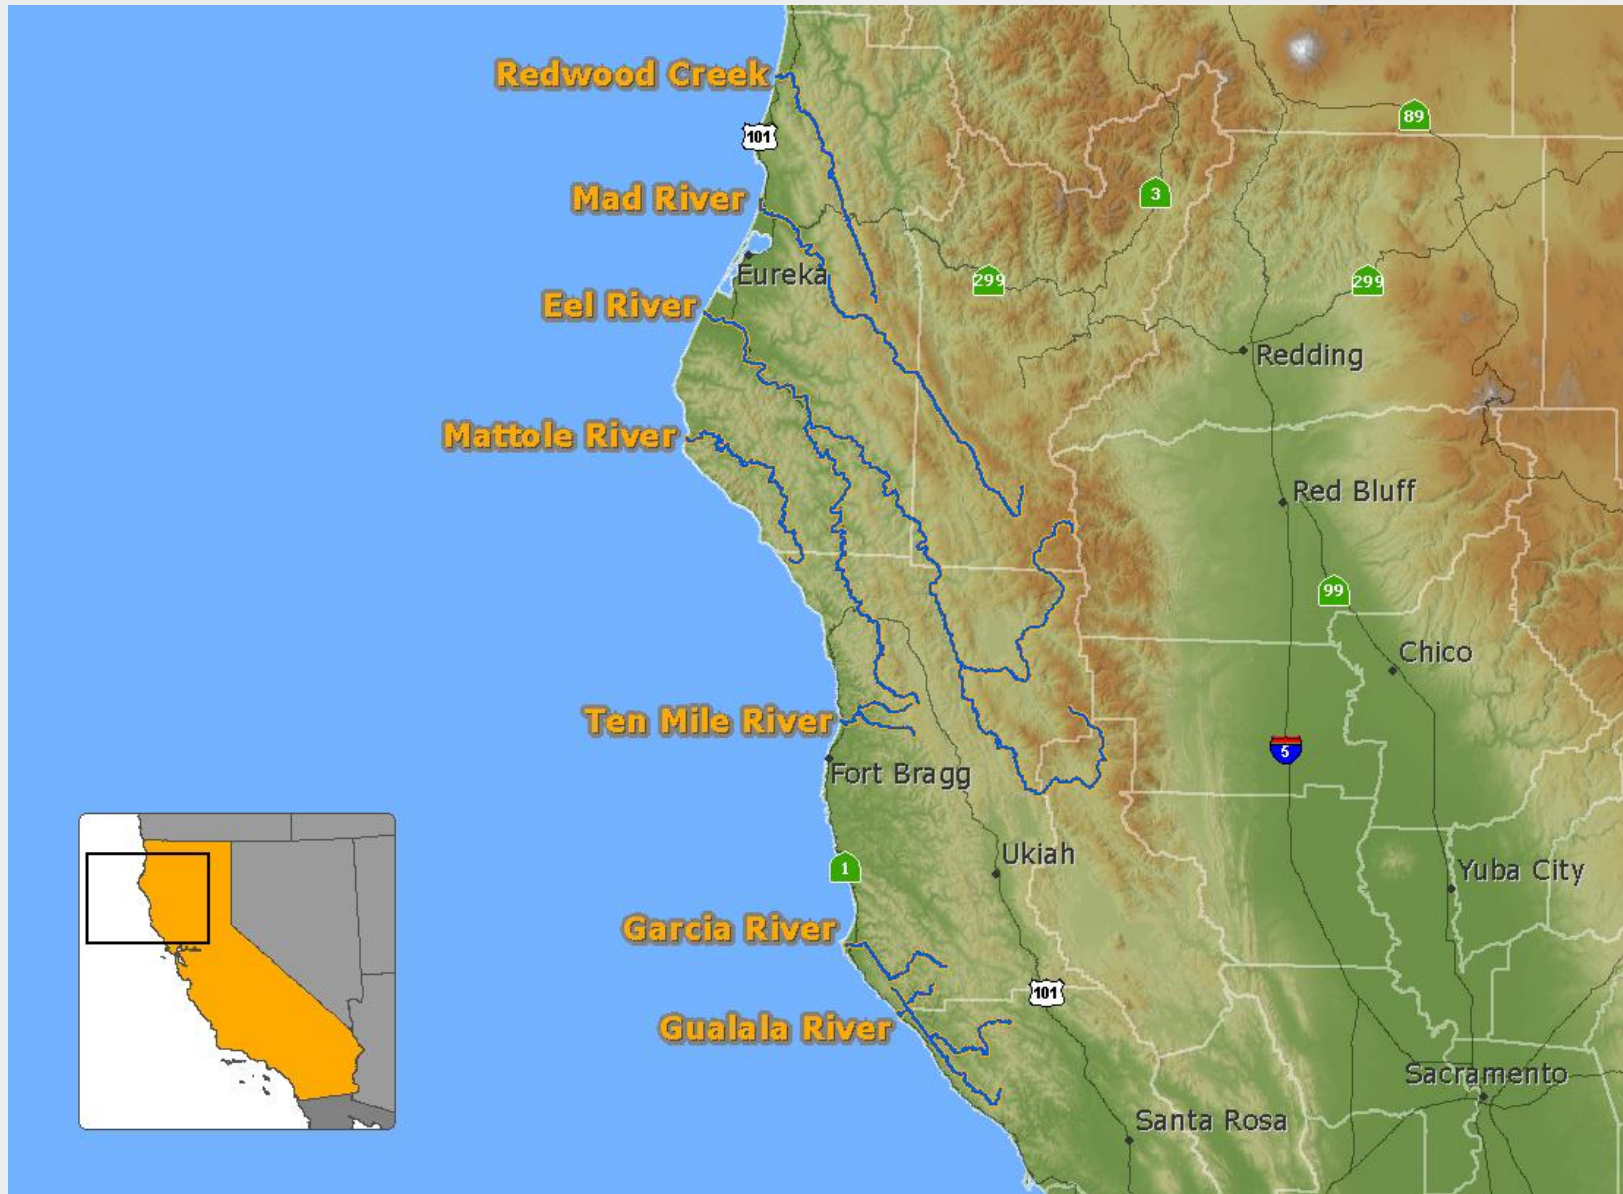 Redwood Creek
89
101
3
Mad River
Eureka
299
299
Eel River
Redding
Mattole River
Red Bluff
99
Chico
Ten Mile River
5
Fort Bragg
Ukiah
1
Yuba City
Garcia River
101
Gualala River
Sacramento
Santa Rosa